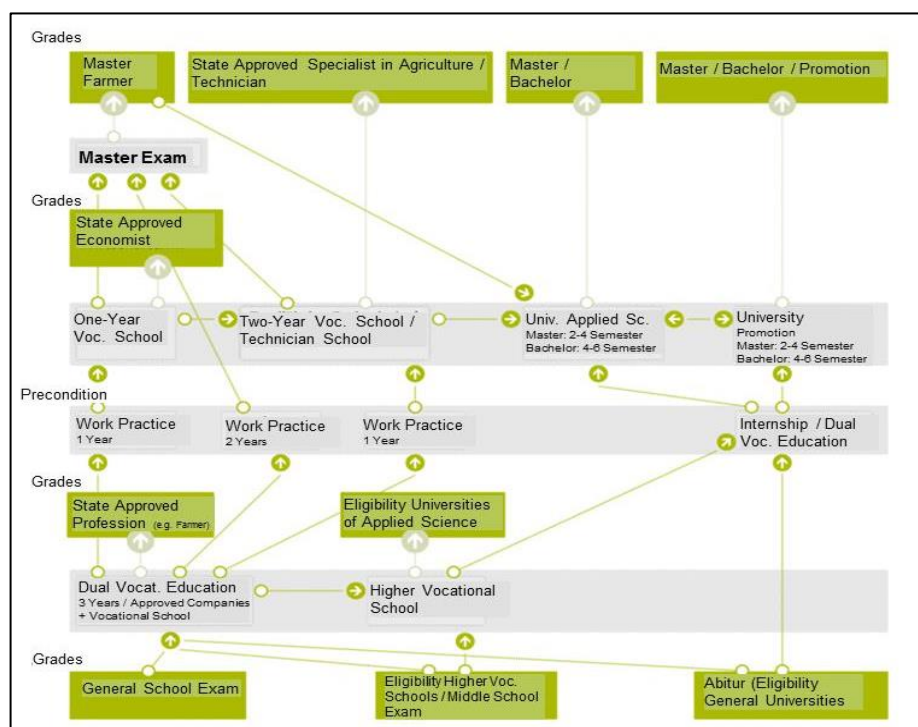 Grades
Master
Farmer
State Approved Specialist in Agriculture /
Technician
Master /
Bachelor
Master / Bachelor / Promotion
Master Exam
Grades
State Approved
Economist
One-Year
Voc. School
Two-Year Voc. School /
Technician School
Univ. Applied Sc.
Master: 2-4 Semester
Bachelor: 4-6 Semester
University
Promotion
Master: 2-4 Semester
Bachelor: 4-6 Semester
Precondition
Work Practice
1 Year
Work Practice
2 Years
Work Practice
1 Year
Internship / Dual
Voc. Education
Grades
State Approved
Profession (e.g. Farmer)
Eligibility Universities
of Applied Science
Dual Vocat. Education
3 Years / Approved Companies
+ Vocational School
Higher Vocational
School
Grades
General School Exam
Eligibility Higher Voc.
Schools / Middle School
Exam
Abitur (Eligibility
General Universities